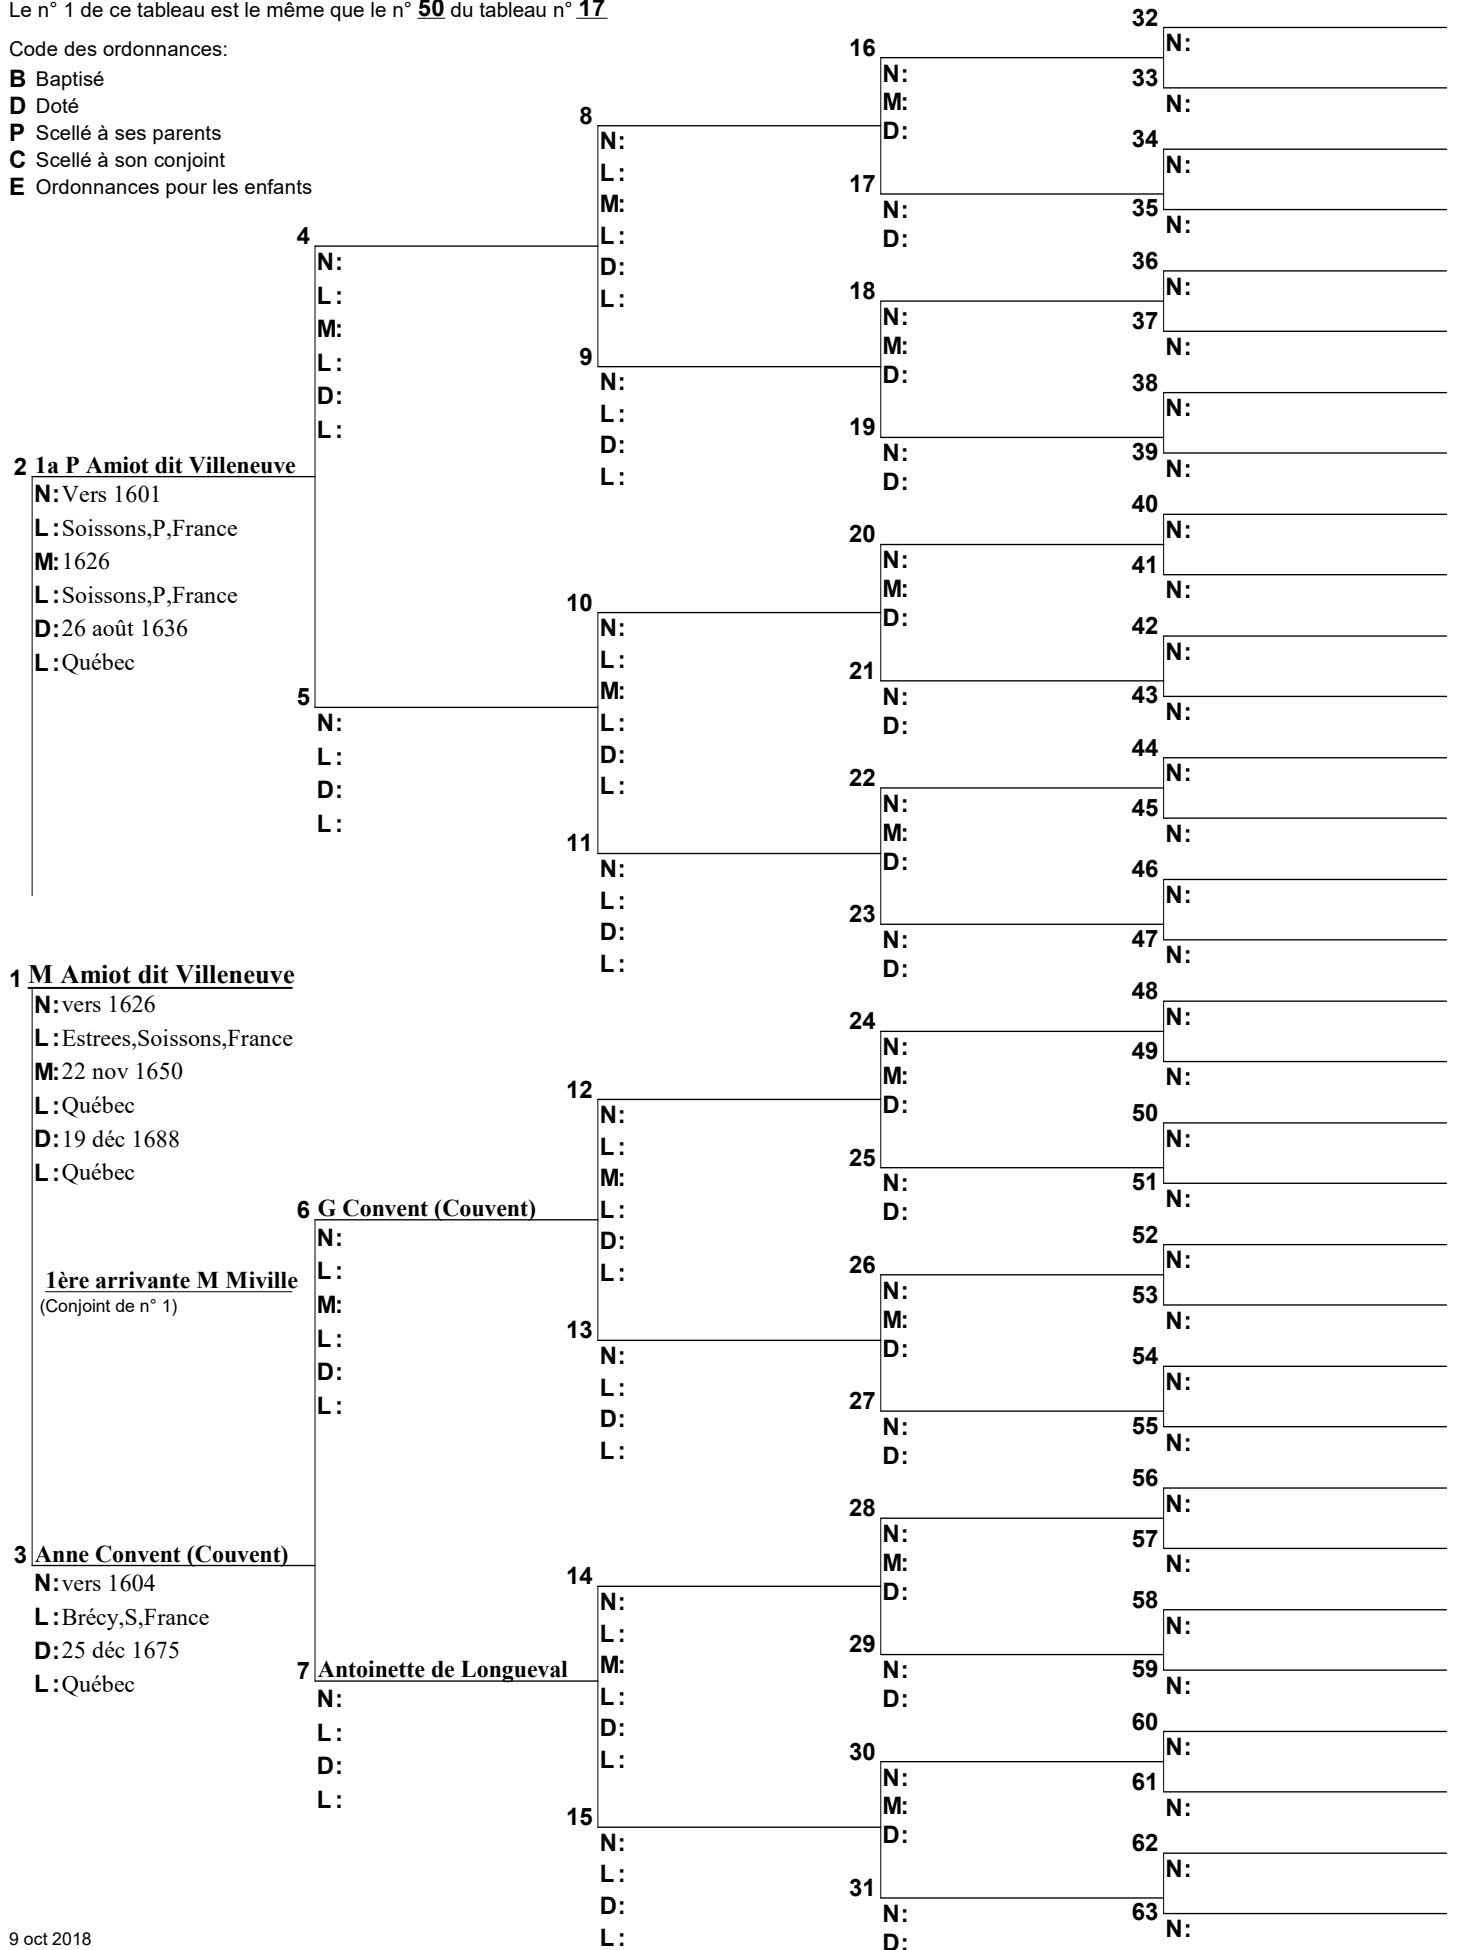 Le n° 1 de ce tableau est le même que le n° 50 du tableau n° 17
Code des ordonnances:
B Baptisé
D Doté
P Scellé à ses parents
C Scellé à son conjoint
E Ordonnances pour les enfants
2 1a P Amiot dit Villeneuve
N: Vers 1601
L: Soissons,P,France
M: 1626
L: Soissons,P,France
D: 26 août 1636
L: Québec
1 M Amiot dit Villeneuve
N: vers 1626
L: Estrees,Soissons,France
M: 22 nov 1650
L: Québec
D: 19 déc 1688
L: Québec
1ère arrivante M Miville
(Conjoint de n° 1)
3 Anne Convent (Couvent)
N: vers 1604
L: Brécy,S,France
D: 25 déc 1675
L: Québec
4
N:
L:
M:
L:
D:
L:
5
N:
L:
D:
L:
6 G Convent (Couvent)
N:
L:
M:
L:
D:
L:
7 Antoinette de Longueval
N:
L:
D:
L:
8
N:
L:
M:
L:
D:
L:
9
N:
L:
D:
L:
10
N:
L:
M:
L:
D:
L:
11
N:
L:
D:
L:
12
N:
L:
M:
L:
D:
L:
13
N:
L:
D:
L:
14
N:
L:
M:
L:
D:
L:
15
N:
L:
D:
L:
16
N:
M:
D:
17
N:
D:
18
N:
M:
D:
19
N:
D:
20
N:
M:
D:
21
N:
D:
22
N:
M:
D:
23
N:
D:
24
N:
M:
D:
25
N:
D:
26
N:
M:
D:
27
N:
D:
28
N:
M:
D:
29
N:
D:
30
N:
M:
D:
31
N:
D:
32
N:
33
N:
34
N:
35
N:
36
N:
37
N:
38
N:
39
N:
40
N:
41
N:
42
N:
43
N:
44
N:
45
N:
46
N:
47
N:
48
N:
49
N:
50
N:
51
N:
52
N:
53
N:
54
N:
55
N:
56
N:
57
N:
58
N:
59
N:
60
N:
61
N:
62
N:
63
N:
9 oct 2018